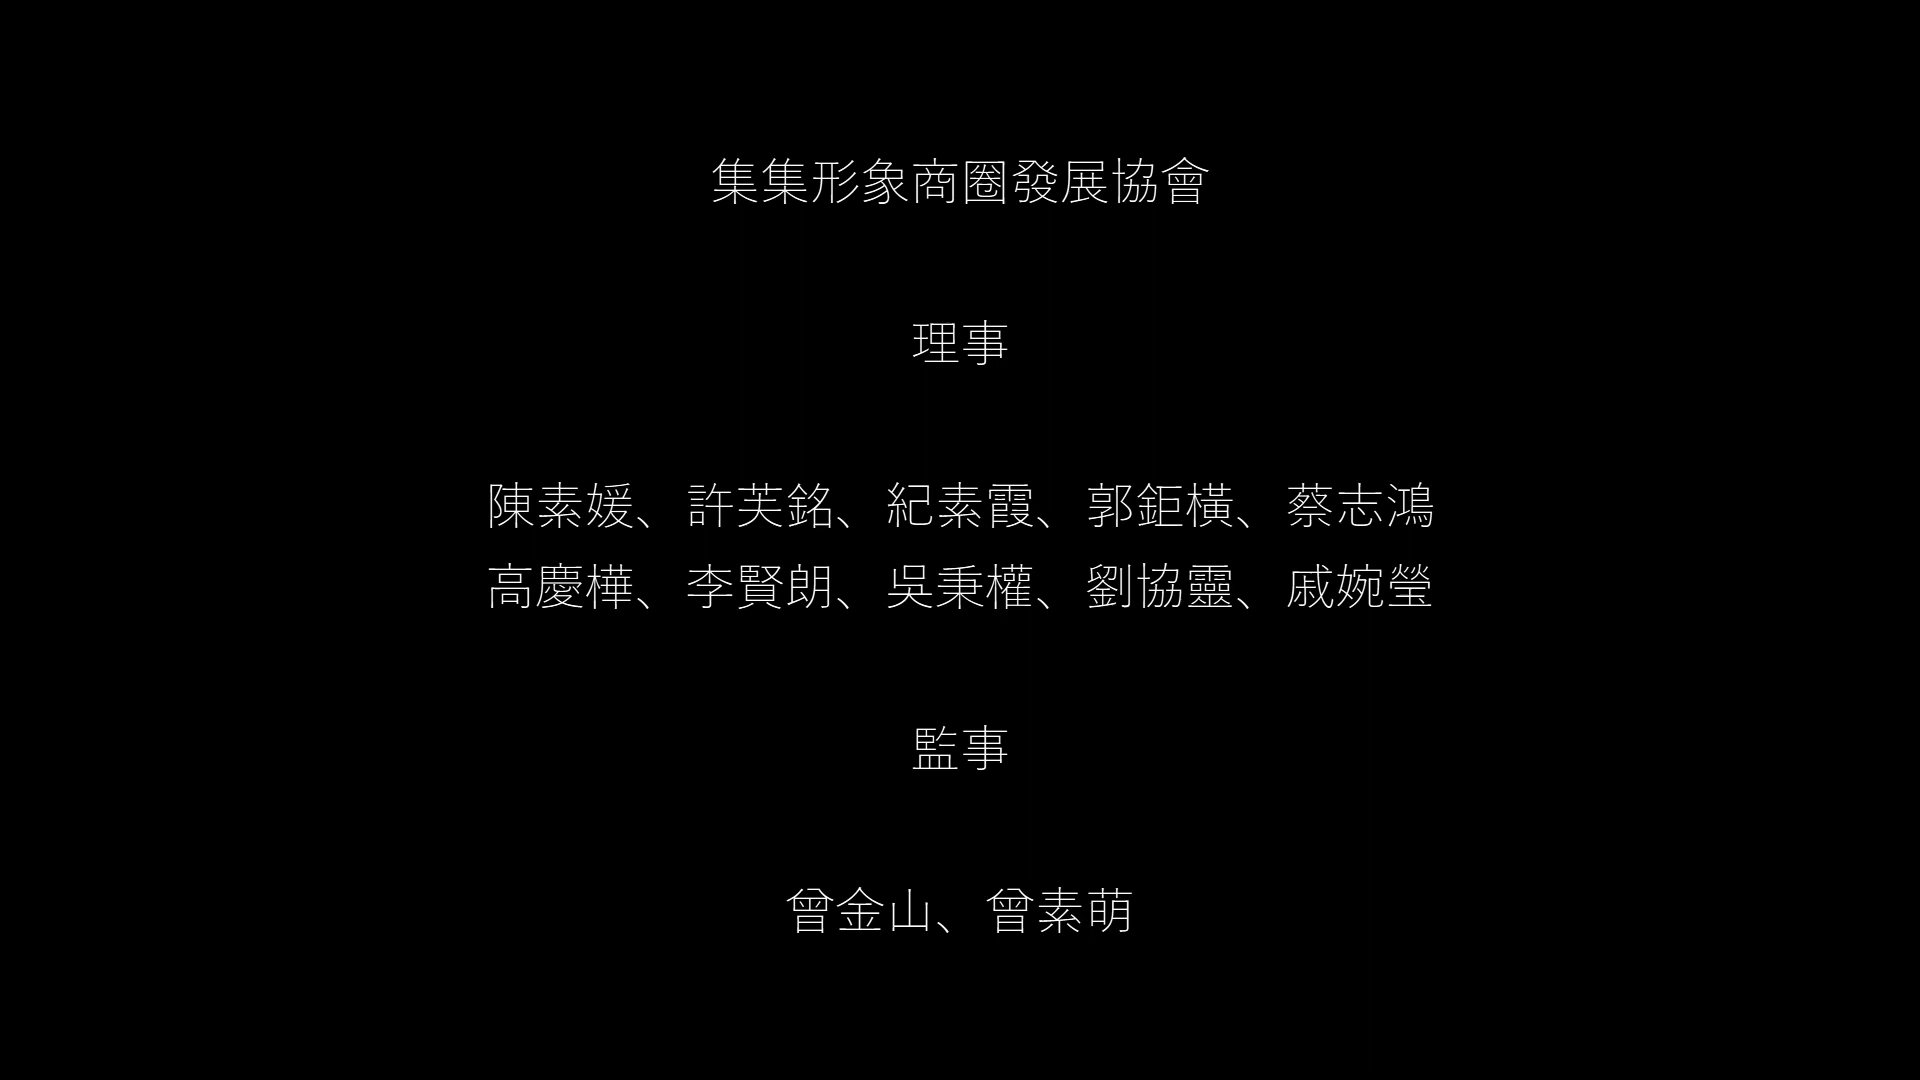 集集形象商圈發展協會
理事
陳素媛、許芙銘、紀素霞、郭鉅橫、蔡志鴻
高慶樺、李賢朗、吳秉權、劉協靈、戚婉瑩
監事
曾金山、曾素萌